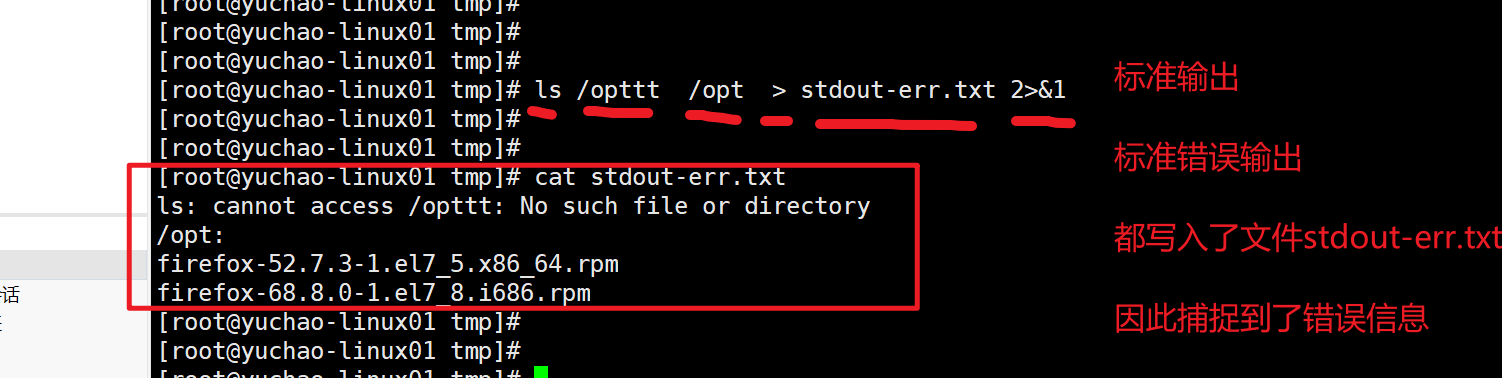 [root@yuchao-linux01 tmp]#
[root@yuchao-linux01 tmp]#
[root@yuchao-linux01 tmp]#
[root@yuchao-linux01 tmp]# ls /opttt  /opt  > stdout-err.txt 2>&1
标准输出
[root@yuchao-linux01 tmp]#
[root@yuchao-linux01 tmp]#
标准错误输出
[root@yuchao-linux01 tmp]# cat stdout-err.txt
ls: cannot access /opttt: No such file or directory
/opt:
都写入了文件stdout-err.txt
firefox-52.7.3-1.el7_5.x86_64.rpm
firefox-68.8.0-1.el7_8.i686.rpm
话
[root@yuchao-linux01 tmp]#
因此捕捉到了错误信息
[root@yuchao-linux01 tmp]#
[root@yuchao-linux01 tmp]#